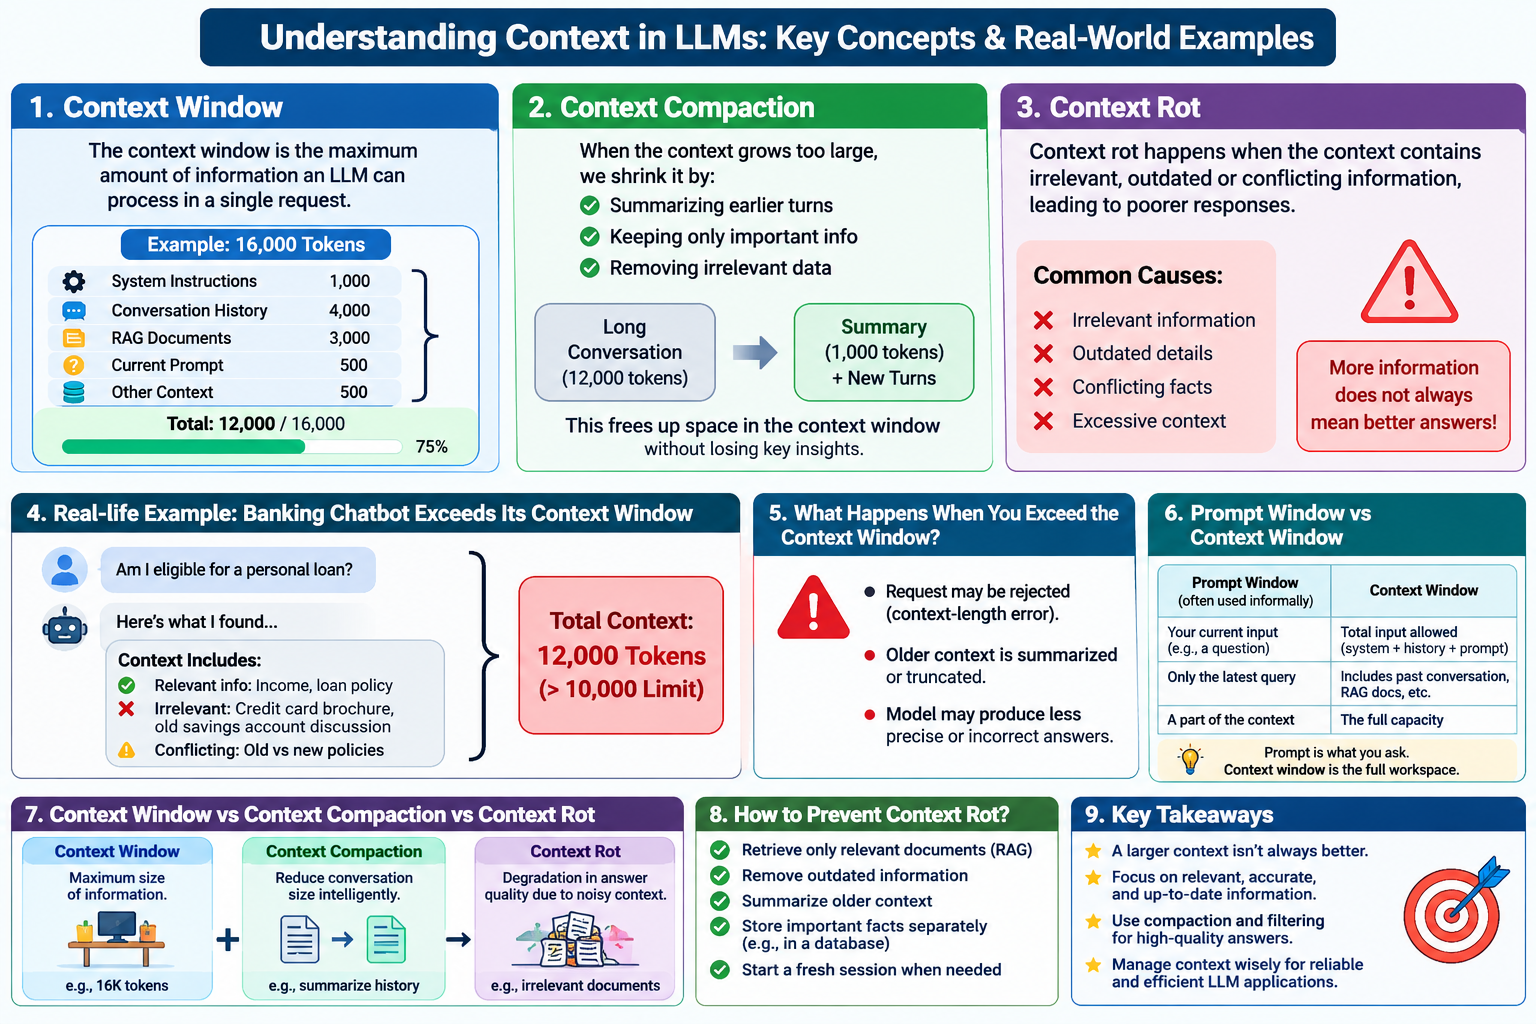 Understanding Context in LLMs: Key Concepts & Real-World Examples
1. Context Window
The context window is the maximum
amount of information an LLM can
process in a single request.
Example: 16,000 Tokens
System Instructions 1,000
Conversation History 4,000
RAG Documents 3,000
Current Prompt 500
Other Context 500
Total: 12,000 / 16,000
75%
2. Context Compaction
When the context grows too large,
we shrink it by:
Summarizing earlier turns
Keeping only important info
Removing irrelevant data
Long
Conversation
(12,000 tokens)
Summary
(1,000 tokens)
+ New Turns
This frees up space in the context window
without losing key insights.
3. Context Rot
Context rot happens when the context contains
irrelevant, outdated or conflicting information,
leading to poorer responses.
Common Causes:
Irrelevant information
Outdated details
Conflicting facts
Excessive context
More information
does not always
mean better answers!
4. Real-life Example: Banking Chatbot Exceeds Its Context Window
Am I eligible for a personal loan?
Here's what I found...
Context Includes:
Relevant info: Income, loan policy
Irrelevant: Credit card brochure,
old savings account discussion
Conflicting: Old vs new policies
Total Context:
12,000 Tokens
(> 10,000 Limit)
5. What Happens When You Exceed the
Context Window?
Request may be rejected
(context-length error).
Older context is summarized
or truncated.
Model may produce less
precise or incorrect answers.
6. Prompt Window vs
Context Window
Prompt Window
(often used informally)
Context Window
Your current input
(e.g., a question)
Total input allowed
(system + history + prompt)
Only the latest query
Includes past conversation,
RAG docs, etc.
A part of the context
The full capacity
Prompt is what you ask.
Context window is the full workspace.
7. Context Window vs Context Compaction vs Context Rot
Context Window
Maximum size
of information.
e.g., 16K tokens
+
Context Compaction
Reduce conversation
size intelligently.
e.g., summarize history
Context Rot
Degradation in answer
quality due to noisy context.
e.g., irrelevant documents
8. How to Prevent Context Rot?
Retrieve only relevant documents (RAG)
Remove outdated information
Summarize older context
Store important facts separately
(e.g., in a database)
Start a fresh session when needed
9. Key Takeaways
A larger context isn't always better.
Focus on relevant, accurate,
and up-to-date information.
Use compaction and filtering
for high-quality answers.
Manage context wisely for reliable
and efficient LLM applications.